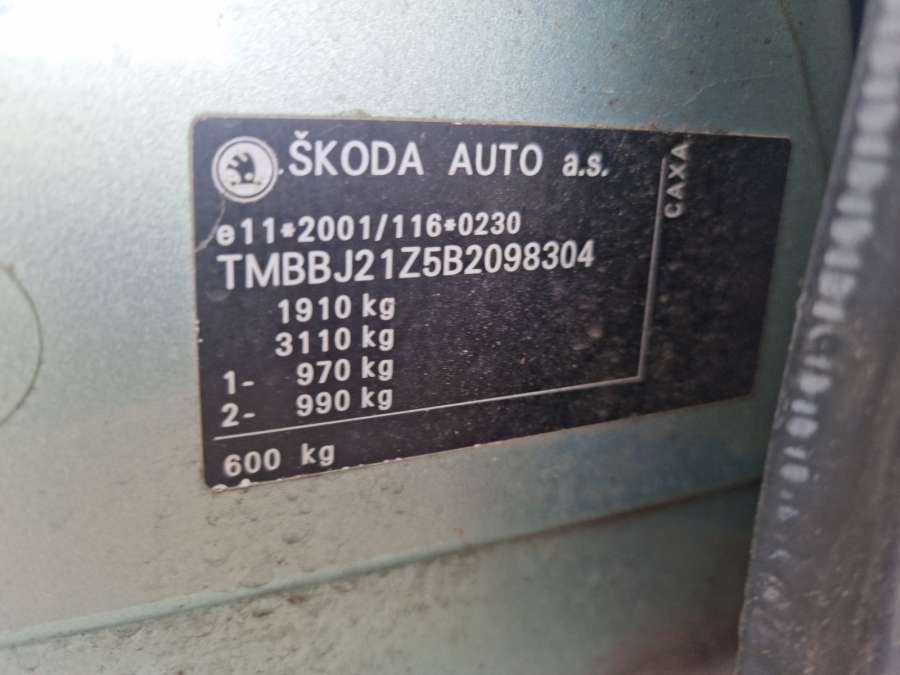 ŠKODA AUTO a.s.
e11*2001/116*0230
TMBBJ21Z5B2098304
1910 kg
3110 kg
1- 970 kg
2- 990 kg
600 kg
CAXA